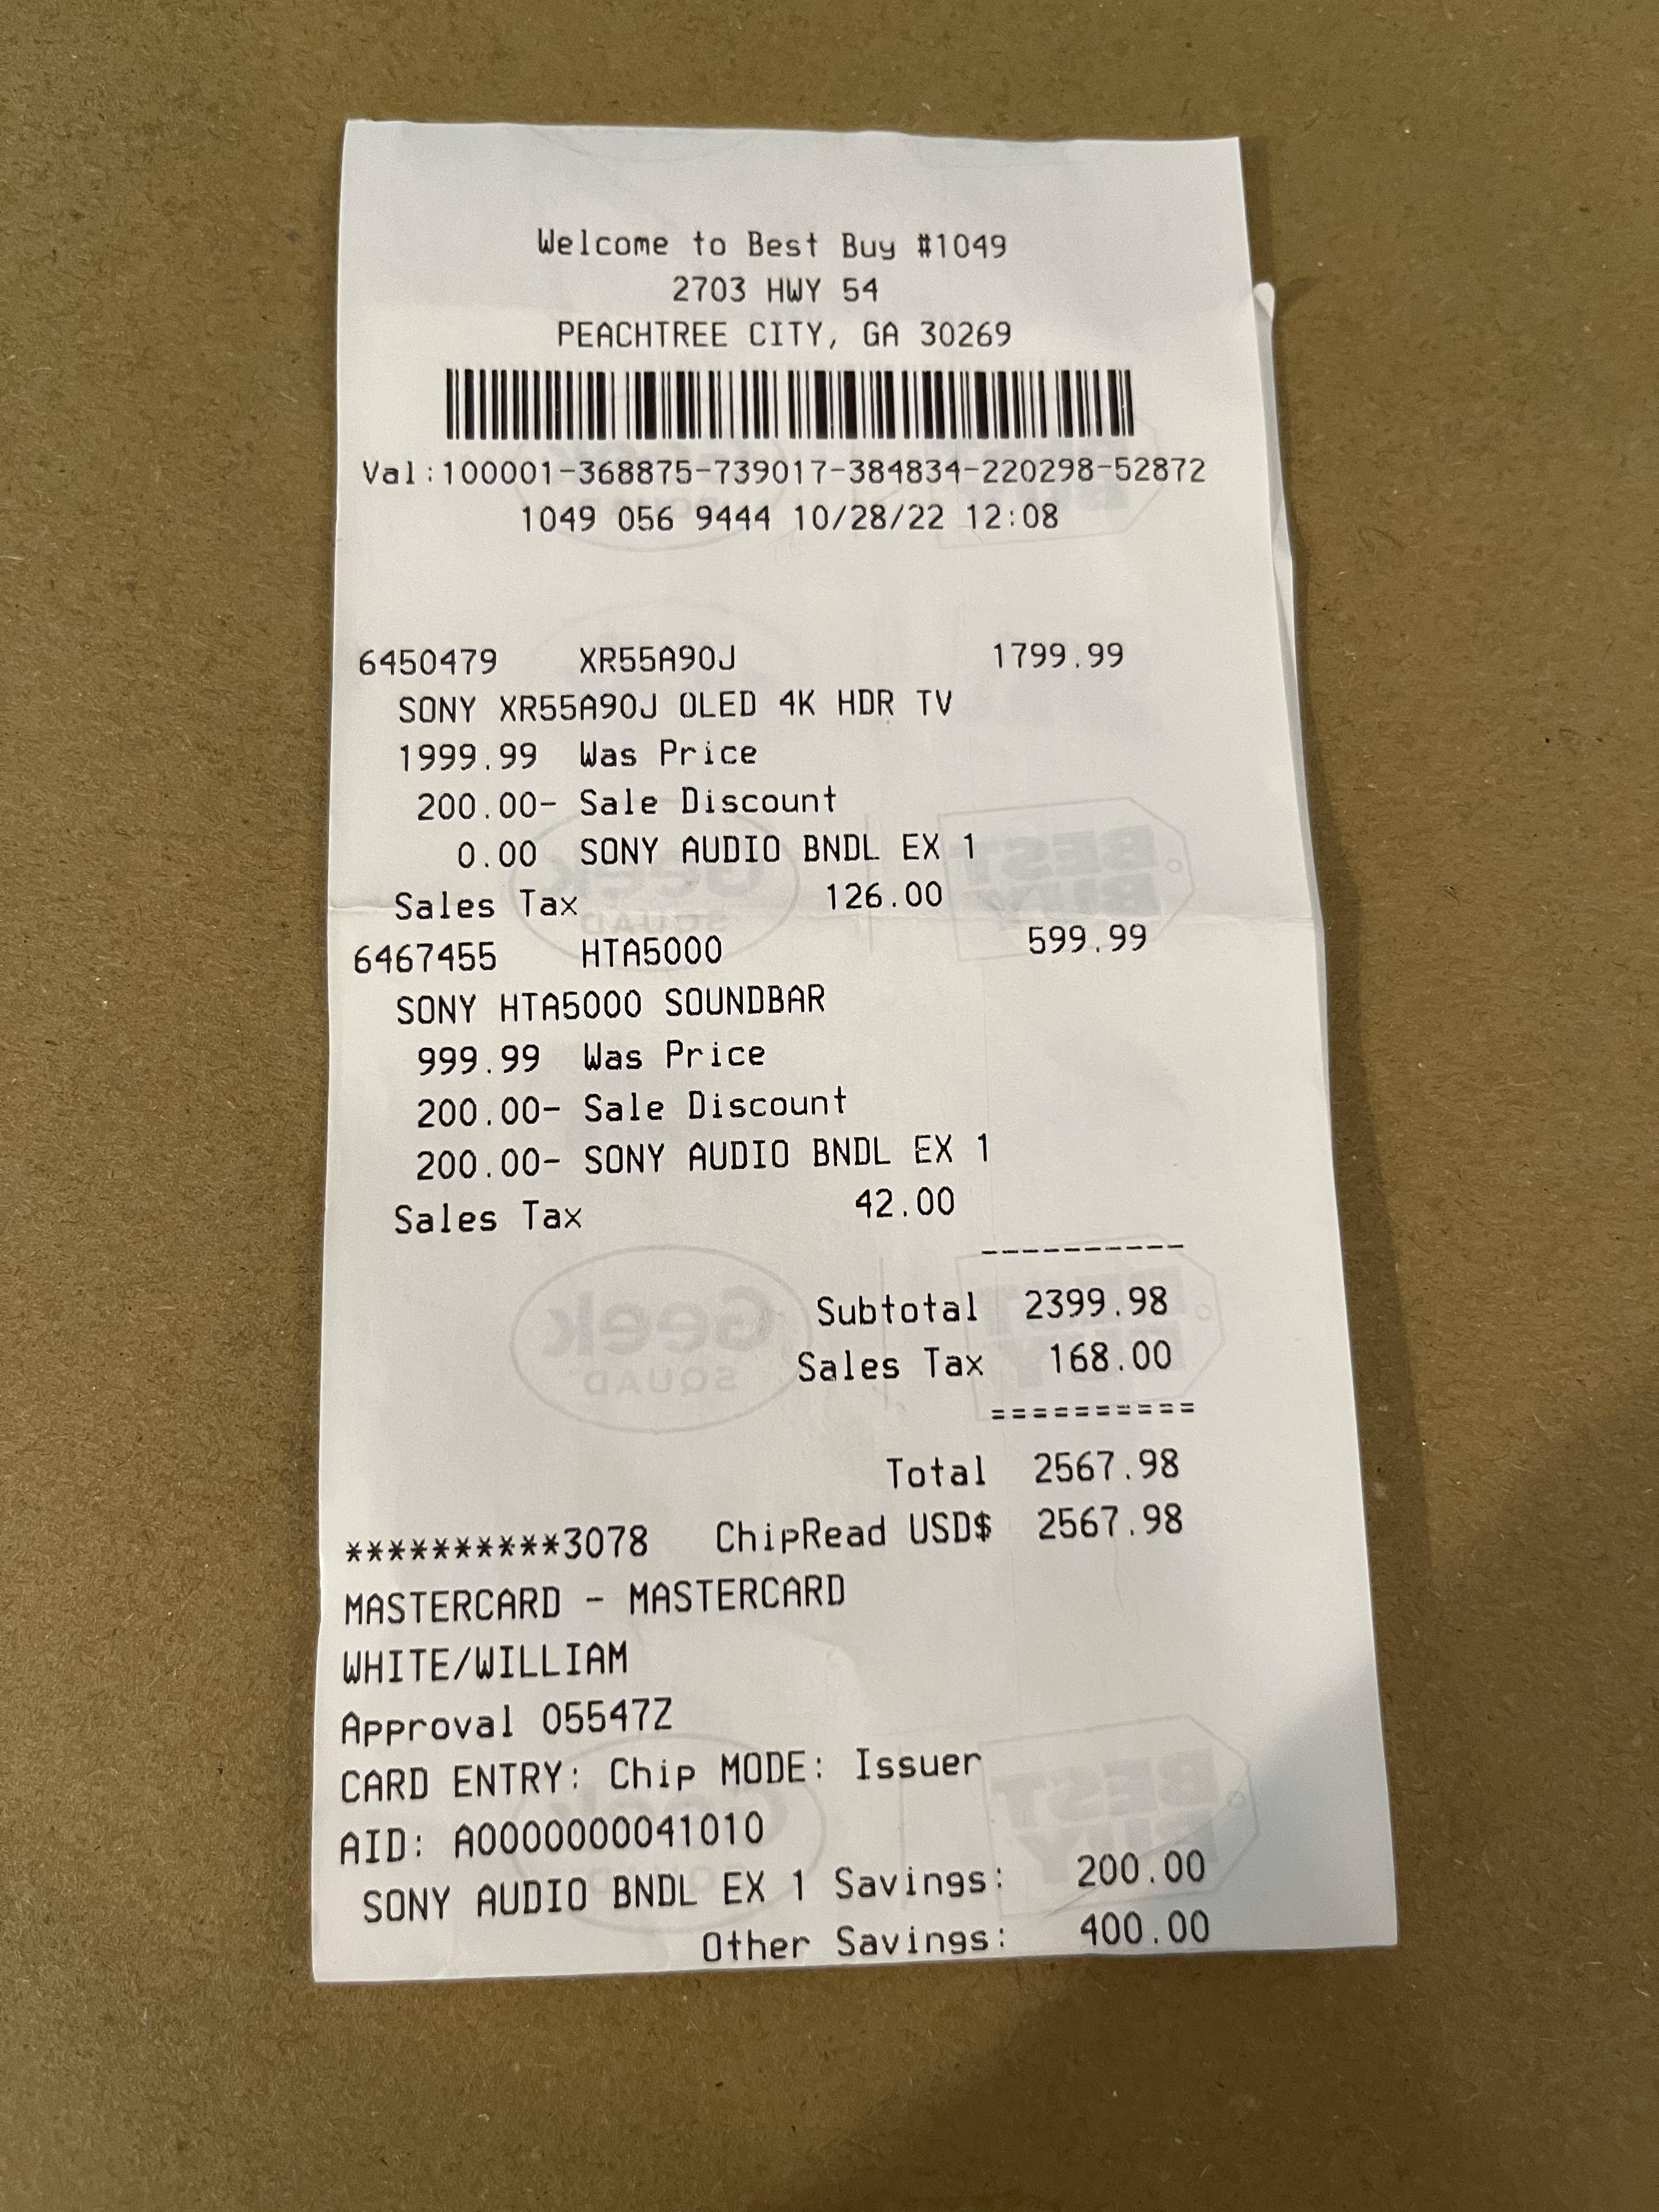 Welcome to Best Buy #1049
2703 HWY 54
PEACHTREE CITY, GA 30269
Val:100001-368875-739017-384834-220298-52872
1049 056 9444 10/28/22 12:08
6450479 XR55A90J 1799.99
SONY XR55A90J OLED 4K HDR TV
1999.99 Was Price
200.00- Sale Discount
0.00 SONY AUDIO BNDL EX 1
Sales Tax 126.00
6467455 HTA5000 599.99
SONY HTA5000 SOUNDBAR
999.99 Was Price
200.00- Sale Discount
200.00- SONY AUDIO BNDL EX 1
Sales Tax 42.00
----------
Subtotal 2399.98
Sales Tax 168.00
==========
Total 2567.98
**********3078 ChipRead USD$ 2567.98
MASTERCARD - MASTERCARD
WHITE/WILLIAM
Approval 05547Z
CARD ENTRY: Chip MODE: Issuer
AID: A0000000041010
SONY AUDIO BNDL EX 1 Savings: 200.00
Other Savings: 400.00